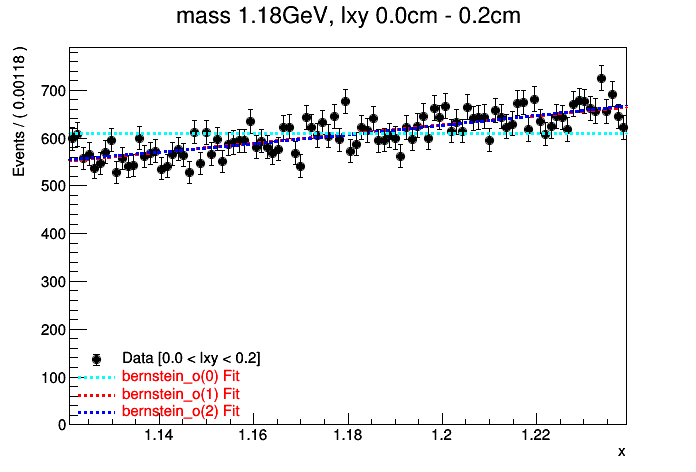 mass 1.18GeV, lxy 0.0cm - 0.2cm
Events / ( 0.00118 )
700
600
500
400
300
200
100
0
Data [0.0 < lxy < 0.2]
bernstein_o(0) Fit
bernstein_o(1) Fit
bernstein_o(2) Fit
1.14 1.16 1.18 1.2 1.22
x